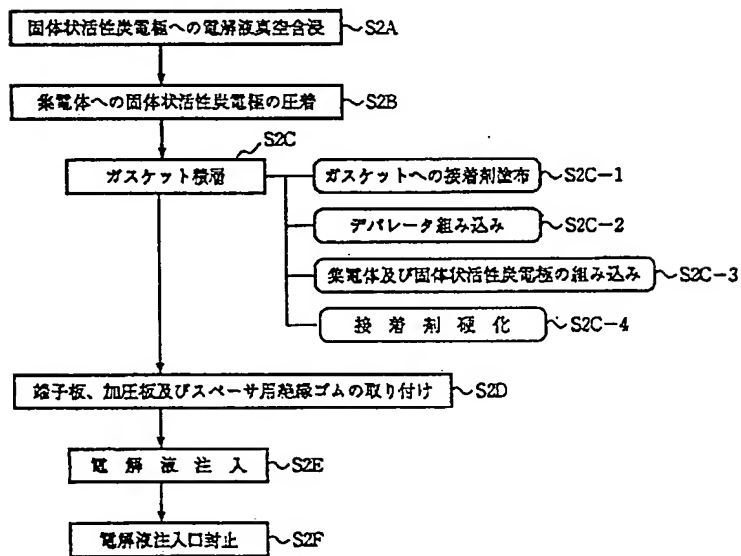 固体状活性炭電極への電解液真空含浸 S2A
集電体への固体状活性炭電極の圧着 S2B
S2C
ガスケット積層
ガスケットへの接着剤塗布 S2C-1
デパレータ組み込み S2C-2
集電体及び固体状活性炭電極の組み込み S2C-3
接着剤硬化 S2C-4
端子板、加圧板及びスペーサ用絶縁ゴムの取り付け S2D
電解液注入 S2E
電解液注入口封止 S2F